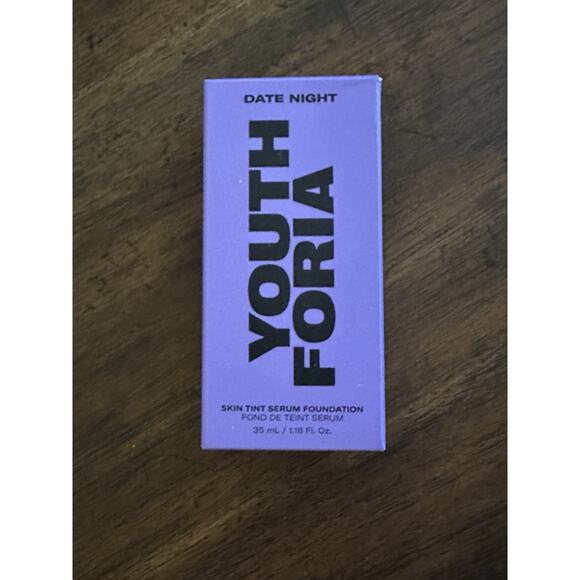 DATE NIGHT
YOUTH
FORIA
SKIN TINT SERUM FOUNDATION
FOND DE TEINT SERUM
35 mL / 1.18 Fl. Oz.